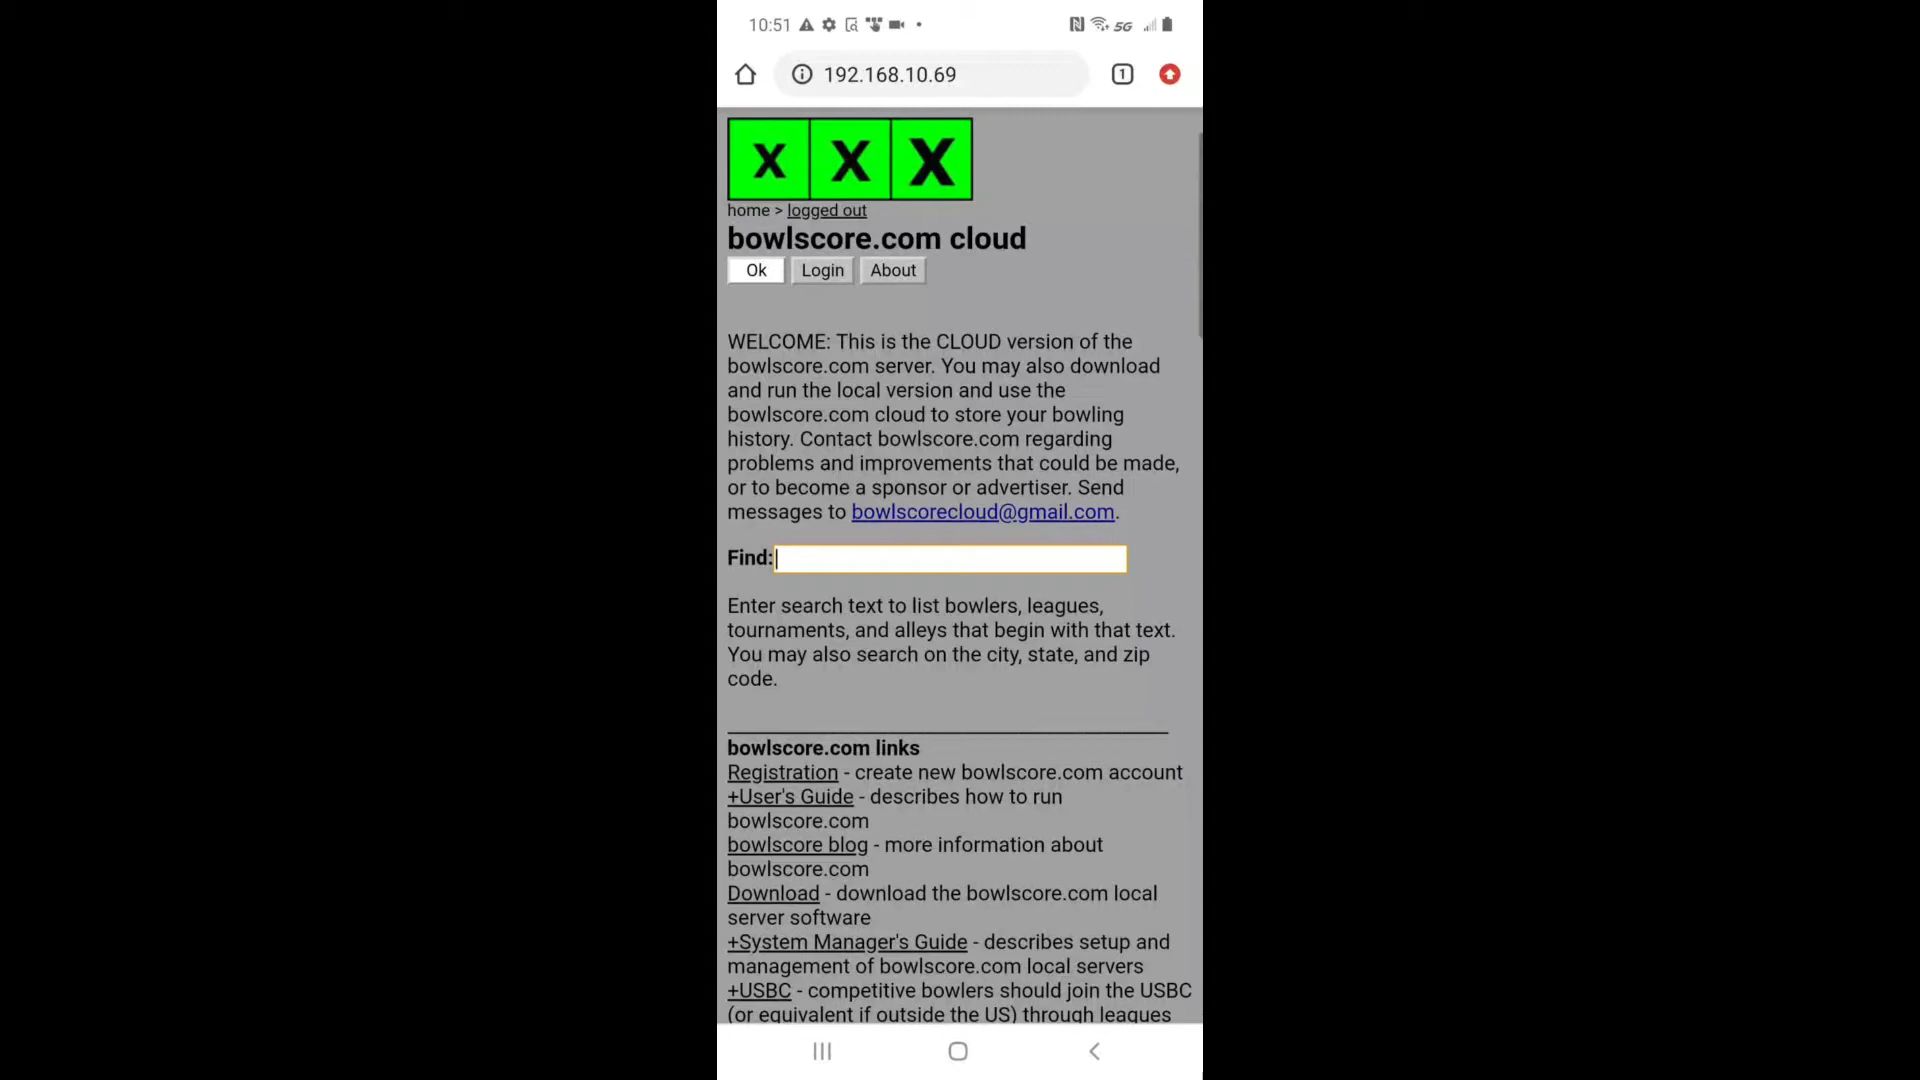 10:51
5G
192.168.10.69
1
X X X
home > logged out
bowlscore.com cloud
Ok Login About
WELCOME: This is the CLOUD version of the
bowlscore.com server. You may also download
and run the local version and use the
bowlscore.com cloud to store your bowling
history. Contact bowlscore.com regarding
problems and improvements that could be made,
or to become a sponsor or advertiser. Send
messages to bowlscorecloud@gmail.com.
Find:
Enter search text to list bowlers, leagues,
tournaments, and alleys that begin with that text.
You may also search on the city, state, and zip
code.
bowlscore.com links
Registration - create new bowlscore.com account
+User's Guide - describes how to run
bowlscore.com
bowlscore blog - more information about
bowlscore.com
Download - download the bowlscore.com local
server software
+System Manager's Guide - describes setup and
management of bowlscore.com local servers
+USBC - competitive bowlers should join the USBC
(or equivalent if outside the US) through leagues